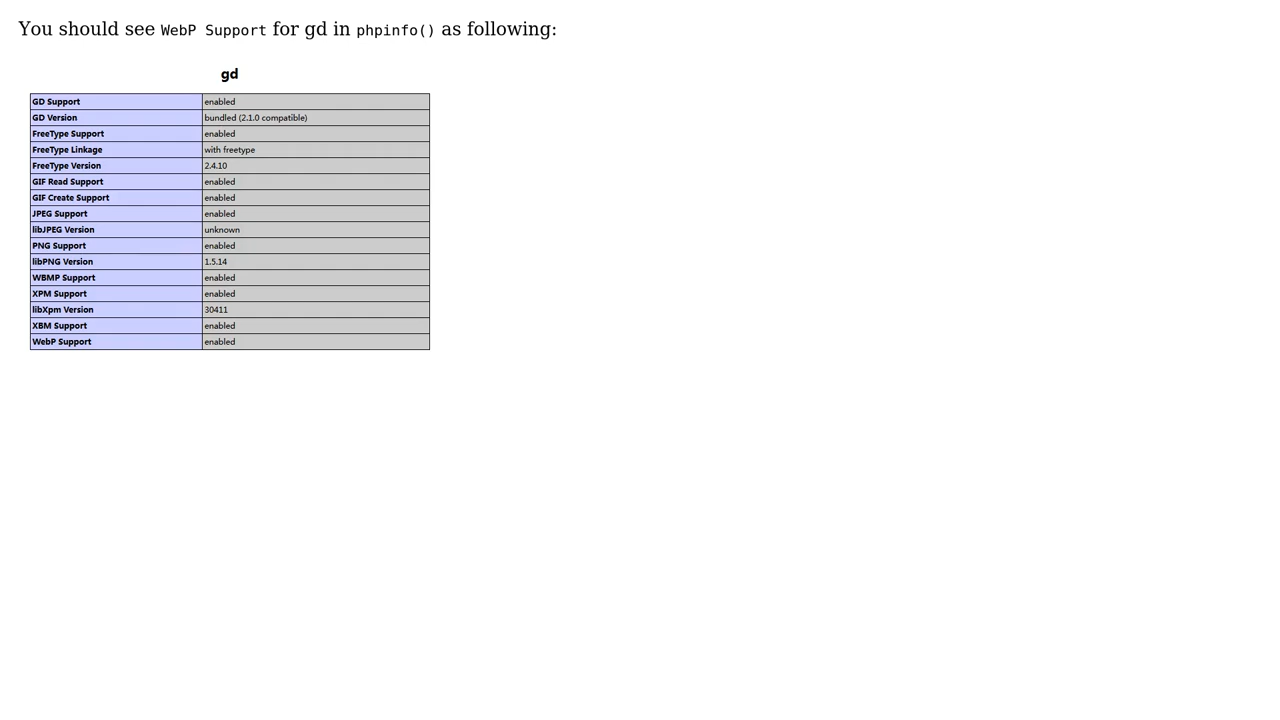 You should see WebP Support for gd in phpinfo() as following:
gd
GD Support enabled
GD Version bundled (2.1.0 compatible)
FreeType Support enabled
FreeType Linkage with freetype
FreeType Version 2.4.10
GIF Read Support enabled
GIF Create Support enabled
JPEG Support enabled
libJPEG Version unknown
PNG Support enabled
libPNG Version 1.5.14
WBMP Support enabled
XPM Support enabled
libXpm Version 30411
XBM Support enabled
WebP Support enabled